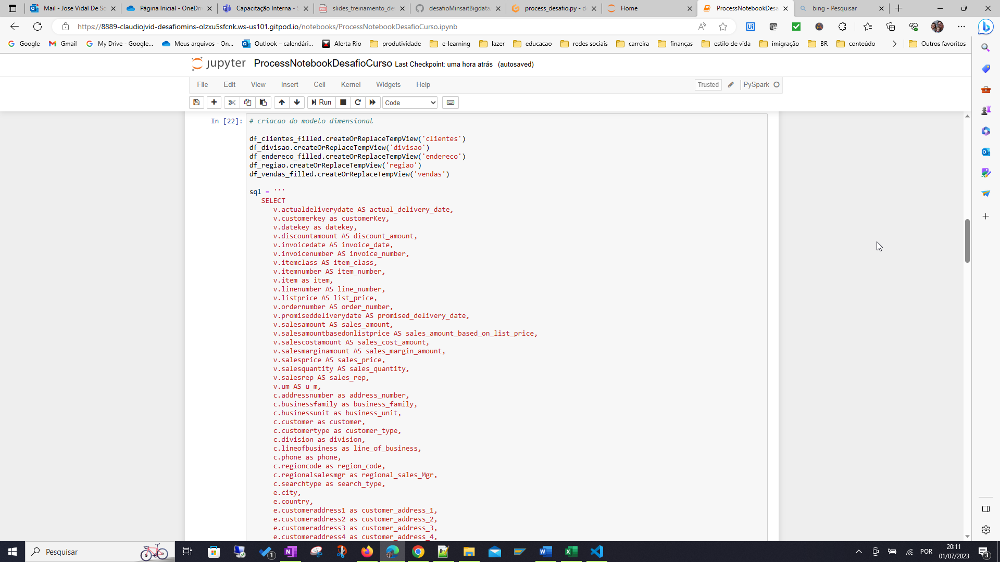 Mail - Jose Vidal De Sc
Página Inicial - OneDri
Capacitação Interna - S
slides_treinamento_de
desafioMinsaitBigdata
process_desafio.py - d
Home
ProcessNotebookDesa
bing - Pesquisar
https://8889-claudiojvid-desafiomins-olzxu5sfcnk.ws-us101.gitpod.io/notebooks/ProcessNotebookDesafioCurso.ipynb
Google
Gmail
My Drive - Google...
Meus arquivos - On...
Outlook – calendári...
Alerta Rio
produtividade
e-learning
lazer
educacao
redes sociais
carreira
finanças
estilo de vida
imigração
BR
conteúdo
Outros favoritos
jupyter ProcessNotebookDesafioCurso Last Checkpoint: uma hora atrás (autosaved)
File Edit View Insert Cell Kernel Widgets Help
Trusted PySpark
Run Code
In [22]: # criacao do modelo dimensional
df_clientes_filled.createOrReplaceTempView('clientes')
df_divisao.createOrReplaceTempView('divisao')
df_endereco_filled.createOrReplaceTempView('endereco')
df_regiao.createOrReplaceTempView('regiao')
df_vendas_filled.createOrReplaceTempView('vendas')
sql = '''
SELECT
v.actualdeliverydate AS actual_delivery_date,
v.customerkey as customerKey,
v.datekey as datekey,
v.discountamount AS discount_amount,
v.invoicedate AS invoice_date,
v.invoicenumber AS invoice_number,
v.itemclass AS item_class,
v.itemnumber AS item_number,
v.item as item,
v.linenumber AS line_number,
v.listprice AS list_price,
v.ordernumber AS order_number,
v.promiseddeliverydate AS promised_delivery_date,
v.salesamount AS sales_amount,
v.salesamountbasedonlistprice AS sales_amount_based_on_list_price,
v.salescostamount AS sales_cost_amount,
v.salesmarginamount AS sales_margin_amount,
v.salesprice AS sales_price,
v.salesquantity AS sales_quantity,
v.salesrep AS sales_rep,
v.um AS u_m,
c.addressnumber as address_number,
c.businessfamily as business_family,
c.businessunit as business_unit,
c.customer as customer,
c.customertype as customer_type,
c.division as division,
c.lineofbusiness as line_of_business,
c.phone as phone,
c.regioncode as region_code,
c.regionalsalesmgr as regional_sales_Mgr,
c.searchtype as search_type,
e.city,
e.country,
e.customeraddress1 as customer_address_1,
e.customeraddress2 as customer_address_2,
e.customeraddress3 as customer_address_3,
e.customeraddress4 as customer_address_4,
Pesquisar
1
POR
20:11
01/07/2023
3